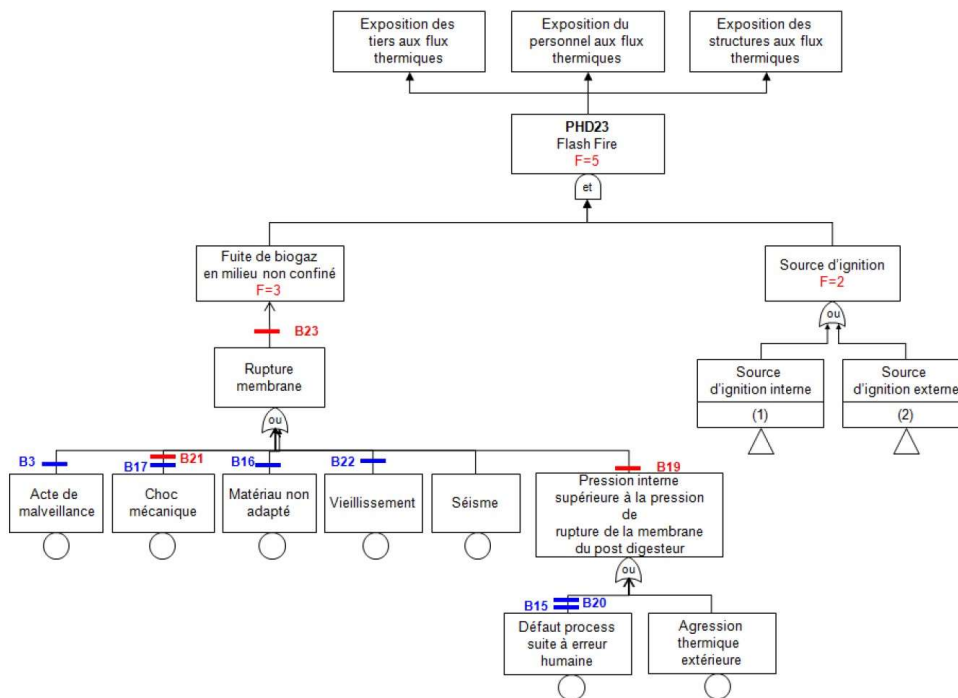 Exposition des
tiers aux flux
thermiques
Exposition du
personnel aux flux
thermiques
Exposition des
structures aux flux
thermiques
PHD23
Flash Fire
F=5
et
Fuite de biogaz
en milieu non confiné
F=3
Source d'ignition
F=2
ou
B23
Rupture
membrane
Source
d'ignition interne
(1)
Source
d'ignition externe
(2)
ou
B3
B21
B17
B16
B22
B19
Acte de
malveillance
Choc
mécanique
Matériau non
adapté
Vieillissement
Séisme
Pression interne
supérieure à la pression
de
rupture de la membrane
du post digesteur
ou
B15
B20
Défaut process
suite à erreur
humaine
Agression
thermique
extérieure